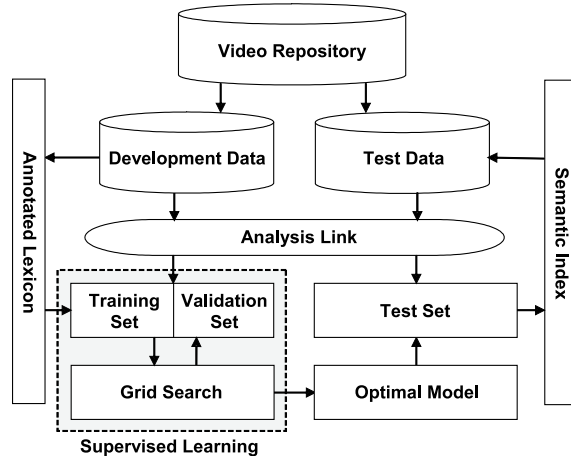 Video Repository
Annotated Lexicon
Development Data
Test Data
Semantic Index
Analysis Link
Training
Set
Validation
Set
Test Set
Grid Search
Optimal Model
Supervised Learning